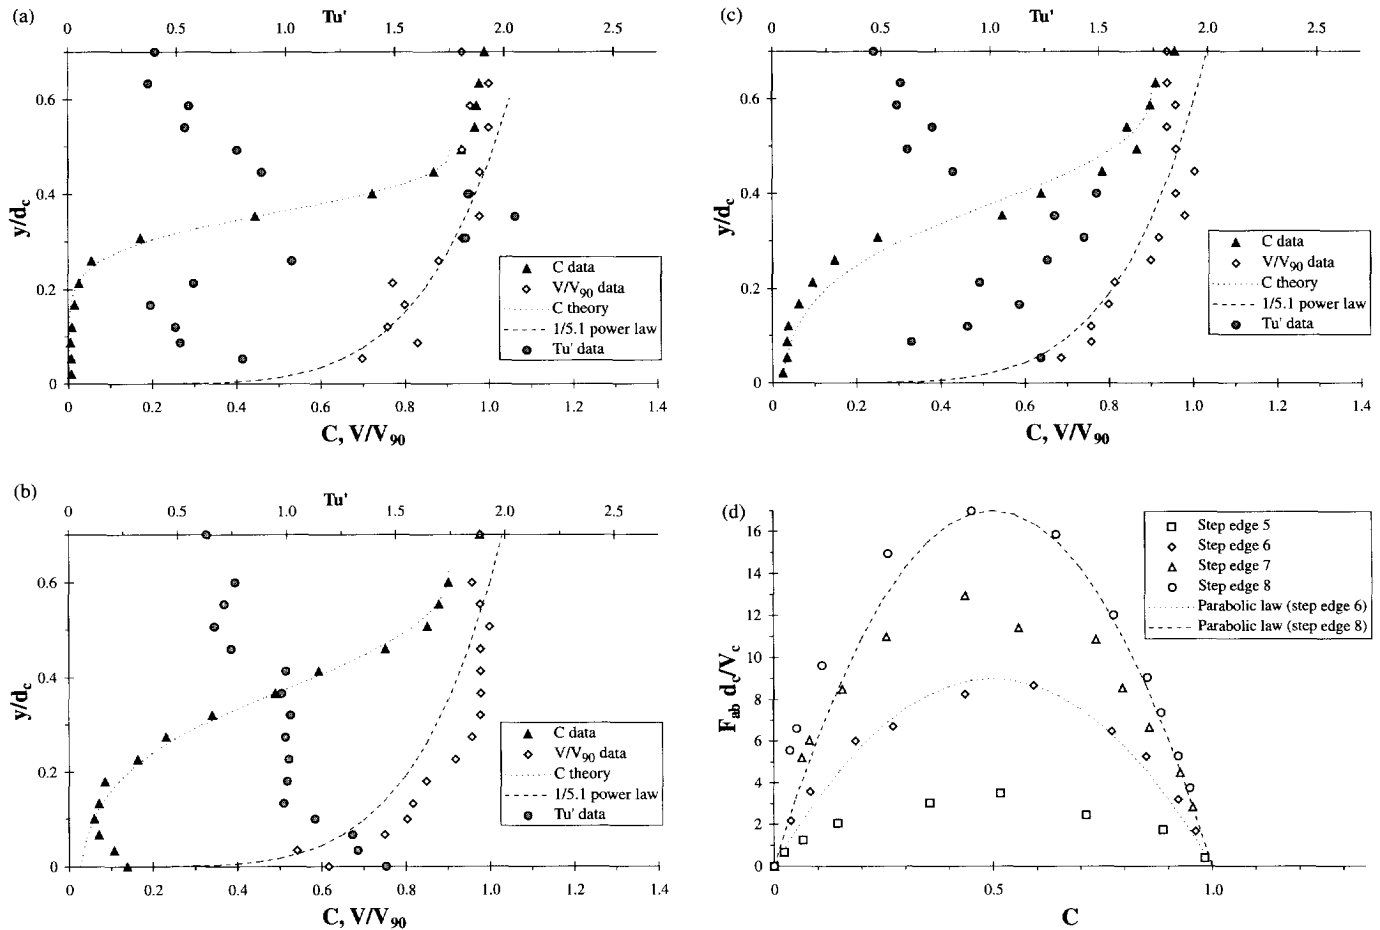 (a)
Tu'
0 0.5 1.0 1.5 2.0 2.5
y/dc
0.6
0.4
0.2
0
C data
V/V90 data
C theory
1/5.1 power law
Tu' data
0 0.2 0.4 0.6 0.8 1.0 1.2 1.4
C, V/V90
(c)
Tu'
0 0.5 1.0 1.5 2.0 2.5
y/dc
0.6
0.4
0.2
0
C data
V/V90 data
C theory
1/5.1 power law
Tu' data
0 0.2 0.4 0.6 0.8 1.0 1.2 1.4
C, V/V90
(b)
Tu'
0 0.5 1.0 1.5 2.0 2.5
y/dc
0.6
0.4
0.2
0
C data
V/V90 data
C theory
1/5.1 power law
Tu' data
0 0.2 0.4 0.6 0.8 1.0 1.2 1.4
C, V/V90
(d)
Fab dc/Vc
16
14
12
10
8
6
4
2
0
Step edge 5
Step edge 6
Step edge 7
Step edge 8
Parabolic law (step edge 6)
Parabolic law (step edge 8)
0 0.5 1.0
C